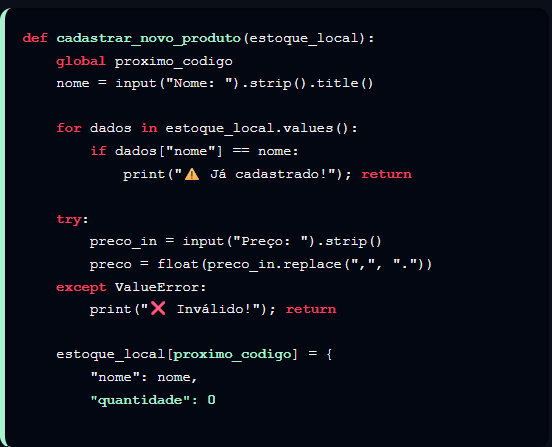 def cadastrar_novo_produto(estoque_local):
    global proximo_codigo
    nome = input("Nome: ").strip().title()
    for dados in estoque_local.values():
        if dados["nome"] == nome:
            print("⚠️ Já cadastrado!"); return
    try:
        preco_in = input("Preço: ").strip()
        preco = float(preco_in.replace(",", "."))
    except ValueError:
        print("❌ Inválido!"); return
    estoque_local[proximo_codigo] = {
        "nome": nome,
        "quantidade": 0